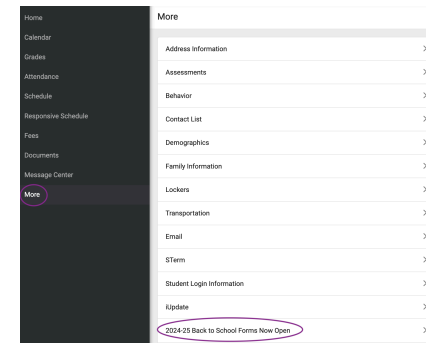 Home
Calendar
Grades
Attendance
Schedule
Responsive Schedule
Fees
Documents
Message Center
More
More
Address Information
Assessments
Behavior
Contact List
Demographics
Family Information
Lockers
Transportation
Email
STerm
Student Login Information
iUpdate
2024-25 Back to School Forms Now Open